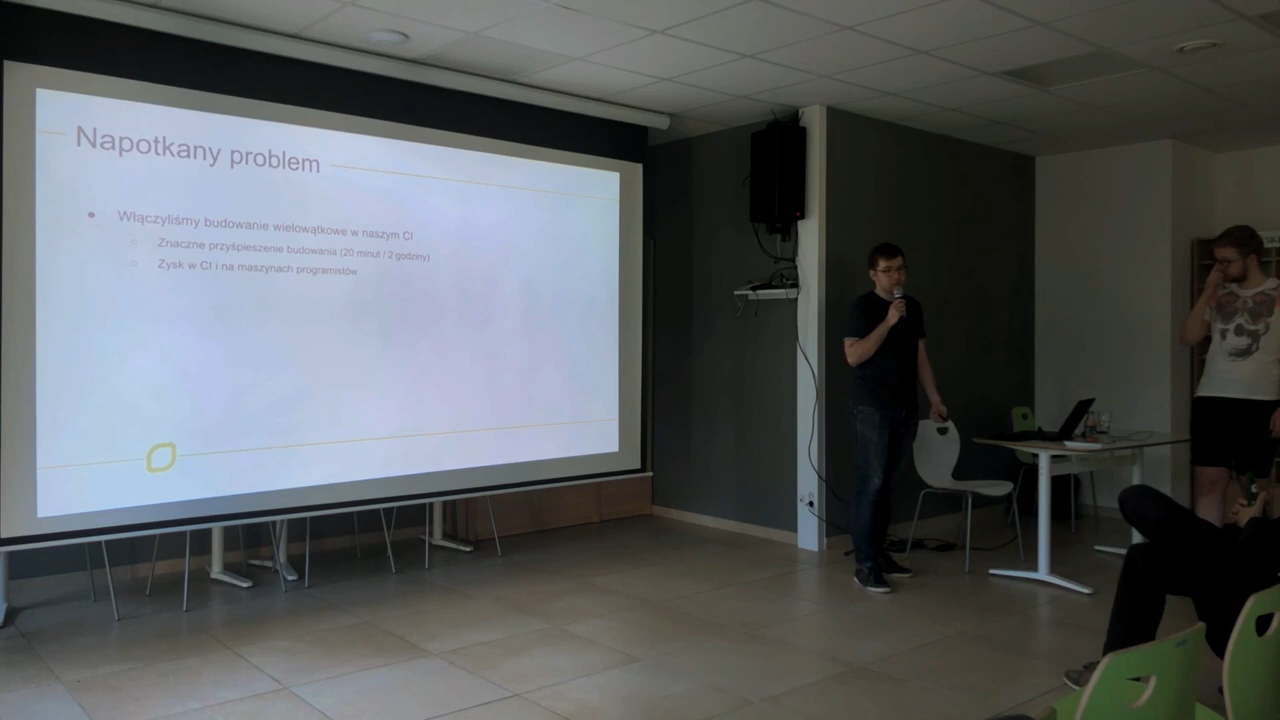 Napotkany problem
Włączyliśmy budowanie wielowątkowe w naszym CI
Znaczne przyśpieszenie budowania (20 minut / 2 godziny)
Zysk w CI i na maszynach programistów